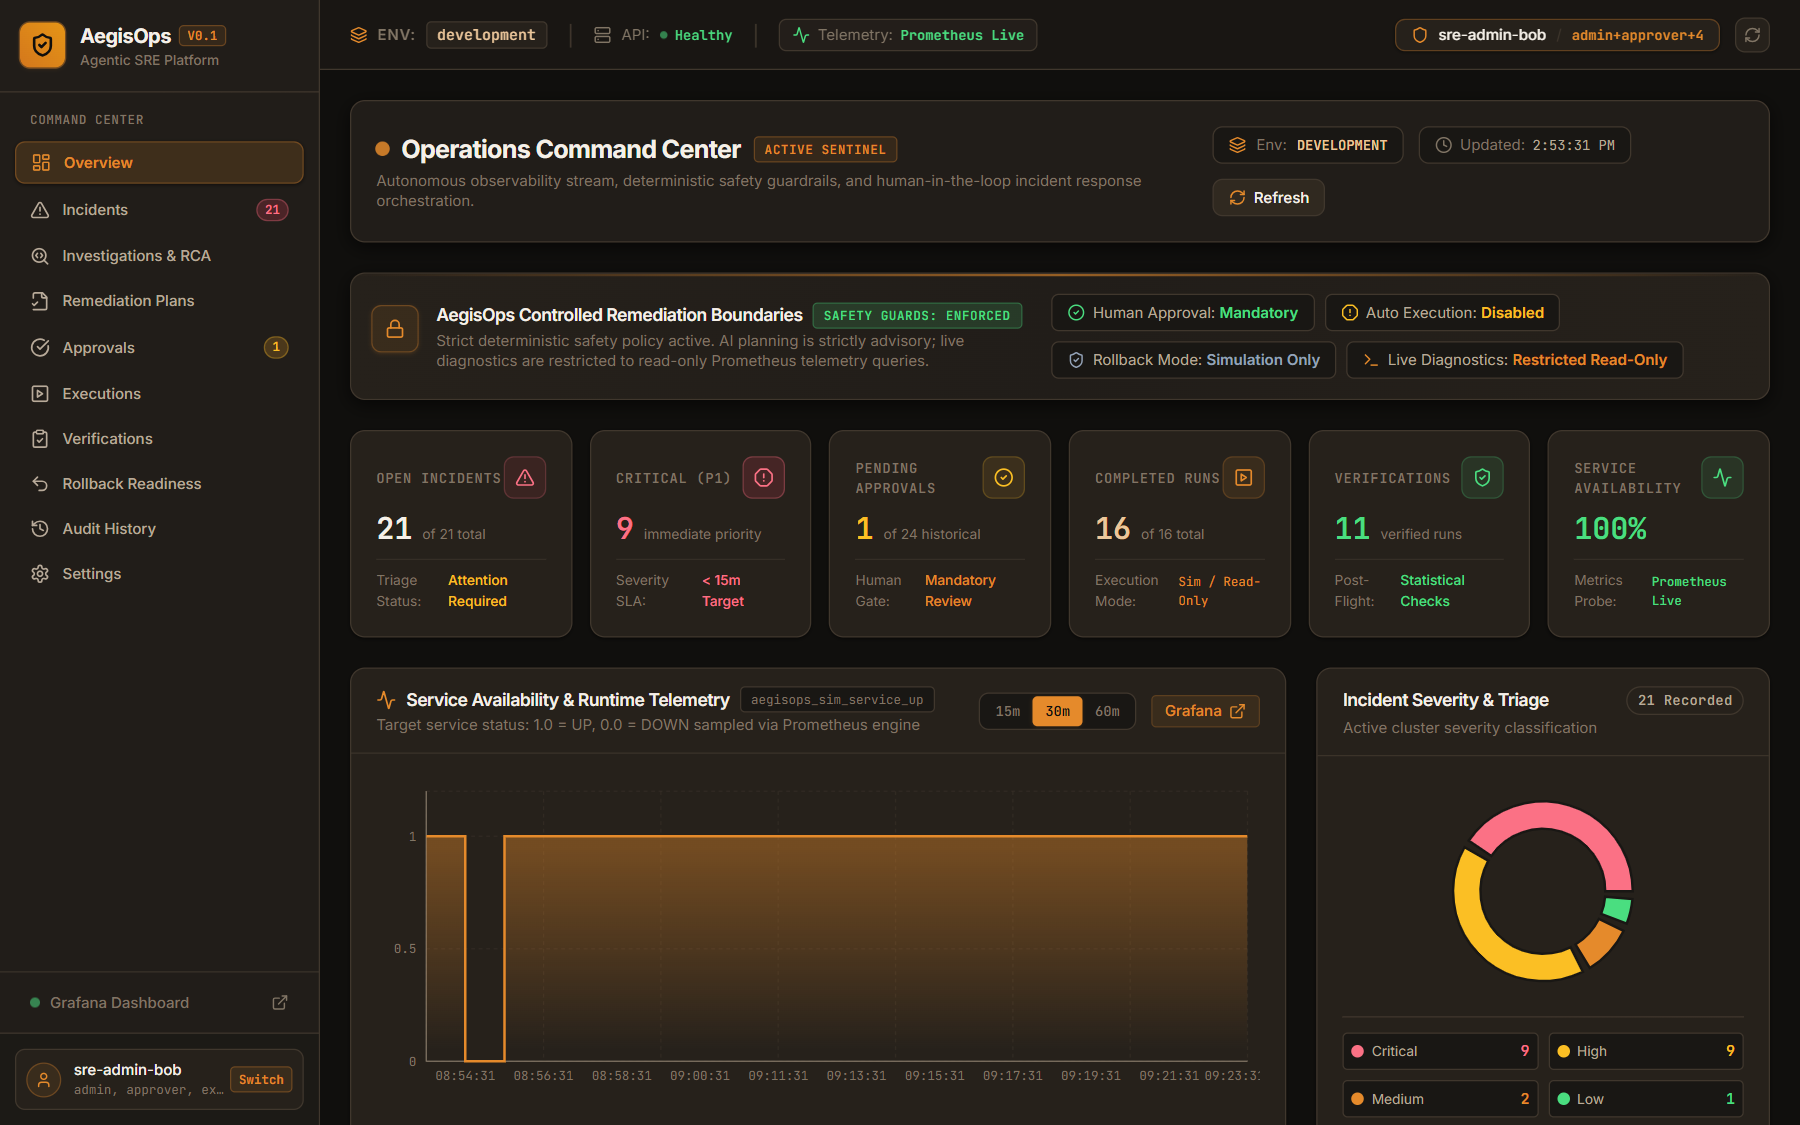 AegisOps V0.1
Agentic SRE Platform
COMMAND CENTER
Overview
Incidents 21
Investigations & RCA
Remediation Plans
Approvals 1
Executions
Verifications
Rollback Readiness
Audit History
Settings
Grafana Dashboard
sre-admin-bob
admin, approver, ex…
Switch
ENV: development
API: Healthy
Telemetry: Prometheus Live
sre-admin-bob / admin+approver+4
Operations Command Center ACTIVE SENTINEL
Autonomous observability stream, deterministic safety guardrails, and human-in-the-loop incident response
orchestration.
Env: DEVELOPMENT
Updated: 2:53:31 PM
Refresh
AegisOps Controlled Remediation Boundaries SAFETY GUARDS: ENFORCED
Strict deterministic safety policy active. AI planning is strictly advisory; live
diagnostics are restricted to read-only Prometheus telemetry queries.
Human Approval: Mandatory
Auto Execution: Disabled
Rollback Mode: Simulation Only
Live Diagnostics: Restricted Read-Only
OPEN INCIDENTS
21 of 21 total
Triage Status: Attention Required
CRITICAL (P1)
9 immediate priority
Severity SLA: < 15m Target
PENDING APPROVALS
1 of 24 historical
Human Gate: Mandatory Review
COMPLETED RUNS
16 of 16 total
Execution Mode: Sim / Read-Only
VERIFICATIONS
11 verified runs
Post-Flight: Statistical Checks
SERVICE AVAILABILITY
100%
Metrics Probe: Prometheus Live
Service Availability & Runtime Telemetry aegisops_sim_service_up
Target service status: 1.0 = UP, 0.0 = DOWN sampled via Prometheus engine
15m 30m 60m
Grafana
1
0.5
0
08:54:31 08:56:31 08:58:31 09:00:31 09:11:31 09:13:31 09:15:31 09:17:31 09:19:31 09:21:31 09:23:31
Incident Severity & Triage
21 Recorded
Active cluster severity classification
Critical 9
High 9
Medium 2
Low 1